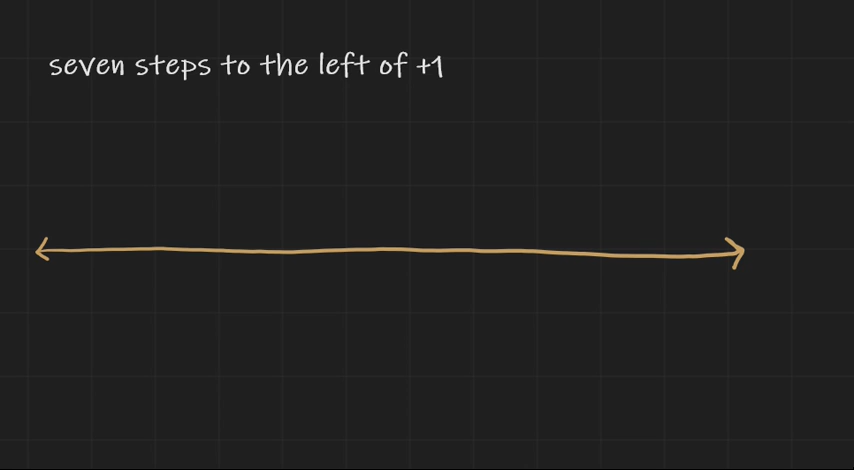 seven steps to the left of +1